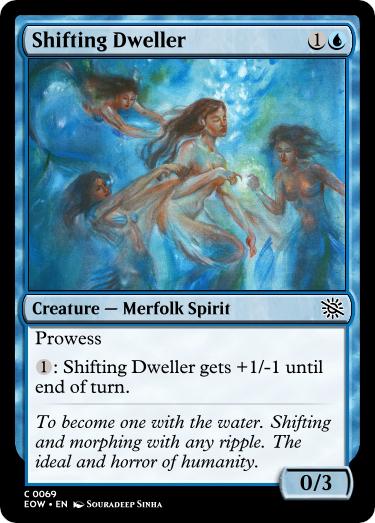 Shifting Dweller 1
Creature — Merfolk Spirit
Prowess
1: Shifting Dweller gets +1/-1 until
end of turn.
To become one with the water. Shifting
and morphing with any ripple. The
ideal and horror of humanity.
0/3
C 0069
EOW • EN Souradeep Sinha